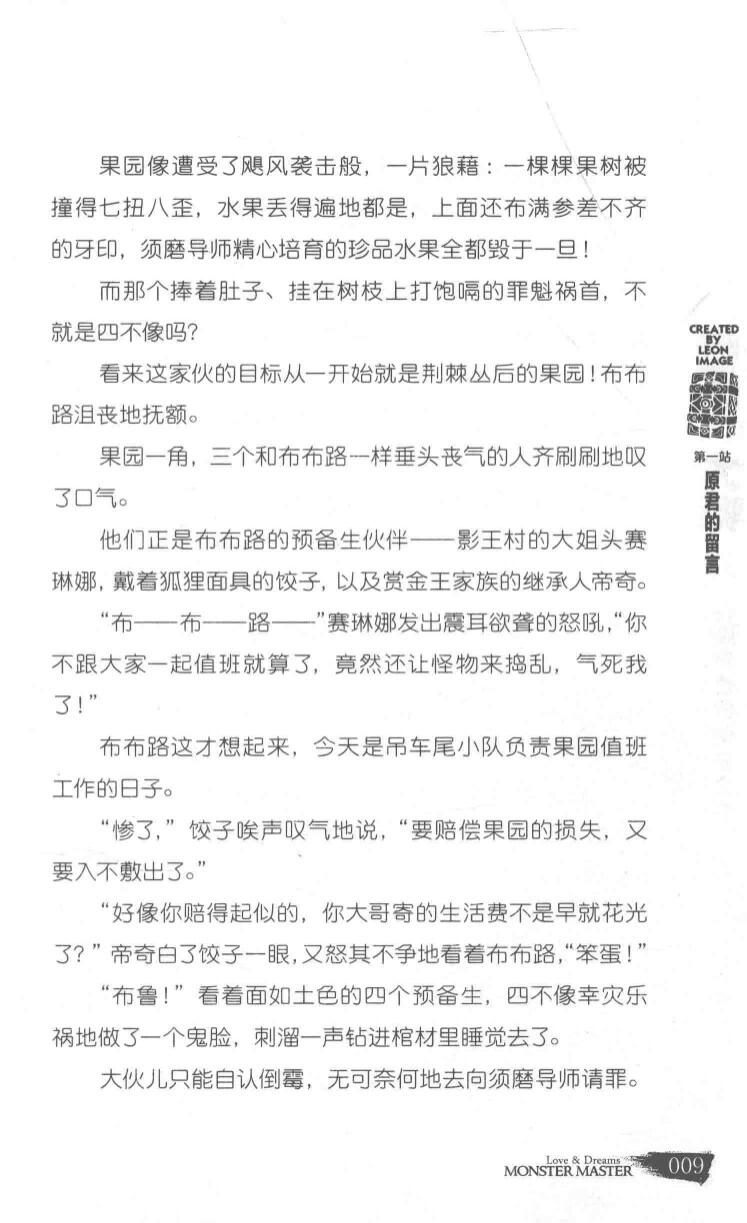 果园像遭受了飓风袭击般，一片狼藉：一棵棵果树被
撞得七扭八歪，水果丢得遍地都是，上面还布满参差不齐
的牙印，须磨导师精心培育的珍品水果全都毁于一旦！
而那个捧着肚子、挂在树枝上打饱嗝的罪魁祸首，不
就是四不像吗？
看来这家伙的目标从一开始就是荆棘丛后的果园！布布
路沮丧地抚额。
果园一角，三个和布布路一样垂头丧气的人齐刷刷地叹
了口气。
他们正是布布路的预备生伙伴——影王村的大姐头赛
琳娜，戴着狐狸面具的饺子，以及赏金王家族的继承人帝奇。
“布——布——路——”赛琳娜发出震耳欲聋的怒吼，“你
不跟大家一起值班就算了，竟然还让怪物来捣乱，气死我
了！”
布布路这才想起来，今天是吊车尾小队负责果园值班
工作的日子。
“惨了，”饺子唉声叹气地说，“要赔偿果园的损失，又
要入不敷出了。”
“好像你赔得起似的，你大哥寄的生活费不是早就花光
了？”帝奇白了饺子一眼，又怒其不争地看着布布路，“笨蛋！”
“布鲁！”看着面如土色的四个预备生，四不像幸灾乐
祸地做了一个鬼脸，刺溜一声钻进棺材里睡觉去了。
大伙儿只能自认倒霉，无可奈何地去向须磨导师请罪。
CREATED
BY
LEON
IMAGE
第一站
原君的留言
Love & Dreams
MONSTER MASTER
009